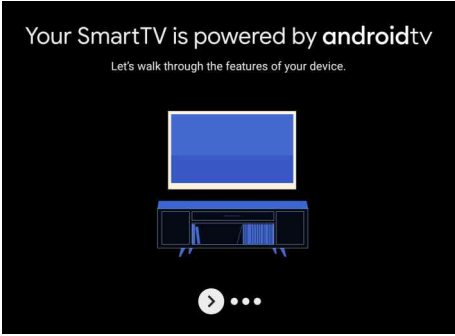 Your SmartTV is powered by androidtv
Let's walk through the features of your device.